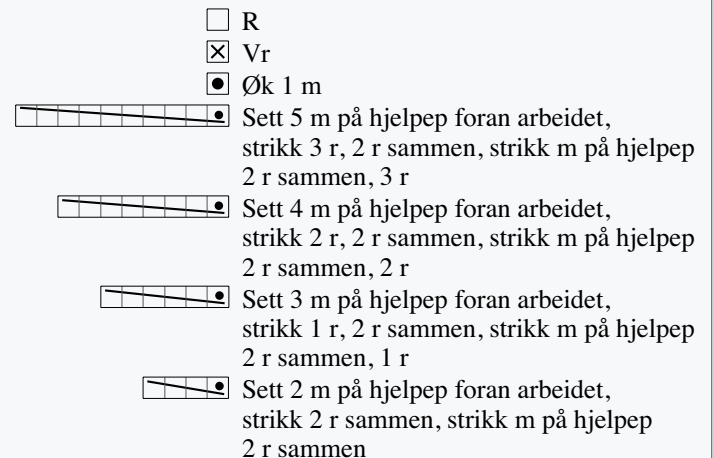 R
Vr
Øk 1 m
Sett 5 m på hjelpep foran arbeidet,
strikk 3 r, 2 r sammen, strikk m på hjelpep
2 r sammen, 3 r
Sett 4 m på hjelpep foran arbeidet,
strikk 2 r, 2 r sammen, strikk m på hjelpep
2 r sammen, 2 r
Sett 3 m på hjelpep foran arbeidet,
strikk 1 r, 2 r sammen, strikk m på hjelpep
2 r sammen, 1 r
Sett 2 m på hjelpep foran arbeidet,
strikk 2 r sammen, strikk m på hjelpep
2 r sammen